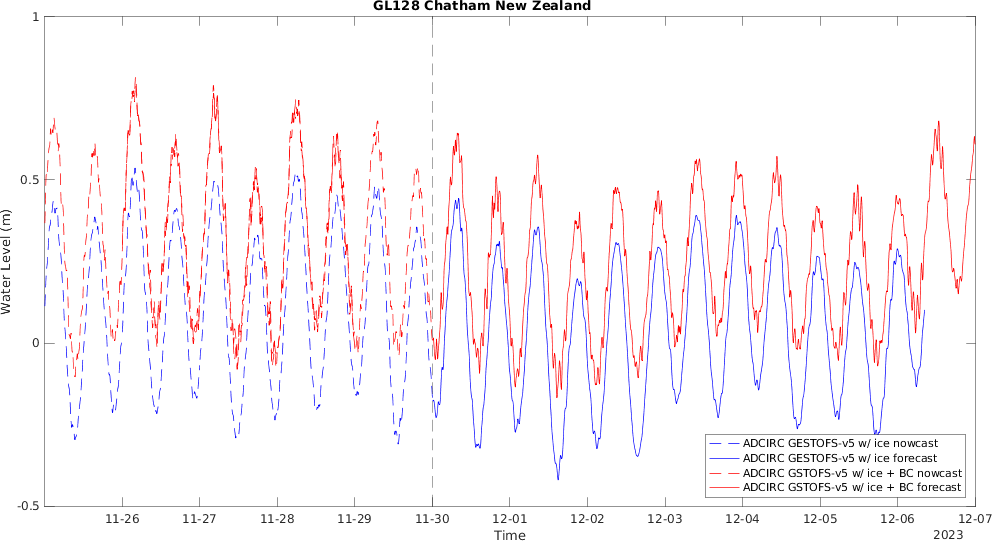 GL128 Chatham New Zealand
1
0.5
0
-0.5
Water Level (m)
11-26 11-27 11-28 11-29 11-30 12-01 12-02 12-03 12-04 12-05 12-06 12-07
Time
2023
ADCIRC GESTOFS-v5 w/ ice nowcast
ADCIRC GESTOFS-v5 w/ ice forecast
ADCIRC GSTOFS-v5 w/ ice + BC nowcast
ADCIRC GSTOFS-v5 w/ ice + BC forecast